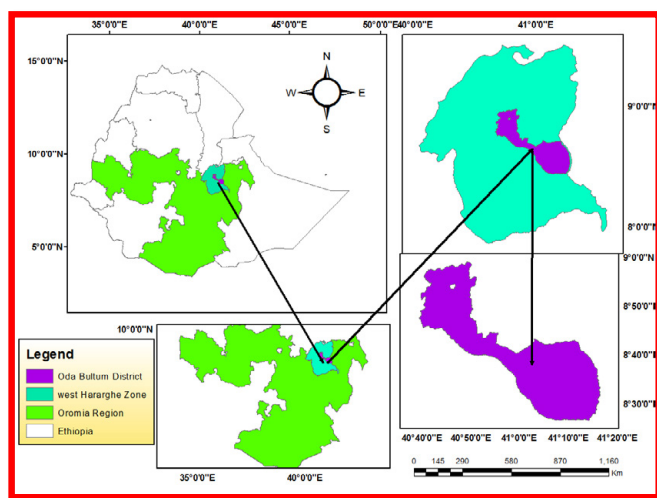 35°0'0"E 40°0'0"E 45°0'0"E 50°0'0"E
40°0'0"E 41°0'0"E
15°0'0"N
10°0'0"N
5°0'0"N
N
W E
S
9°0'0"N
8°0'0"N
10°0'0"N
35°0'0"E 40°0'0"E
Legend
Oda Bultum District
west Hararghe Zone
Oromia Region
Ethiopia
9°0'0"N
8°50'0"N
8°40'0"N
8°30'0"N
40°40'0"E 40°50'0"E 41°0'0"E 41°10'0"E 41°20'0"E
0 145 290 580 870 1,160
Km